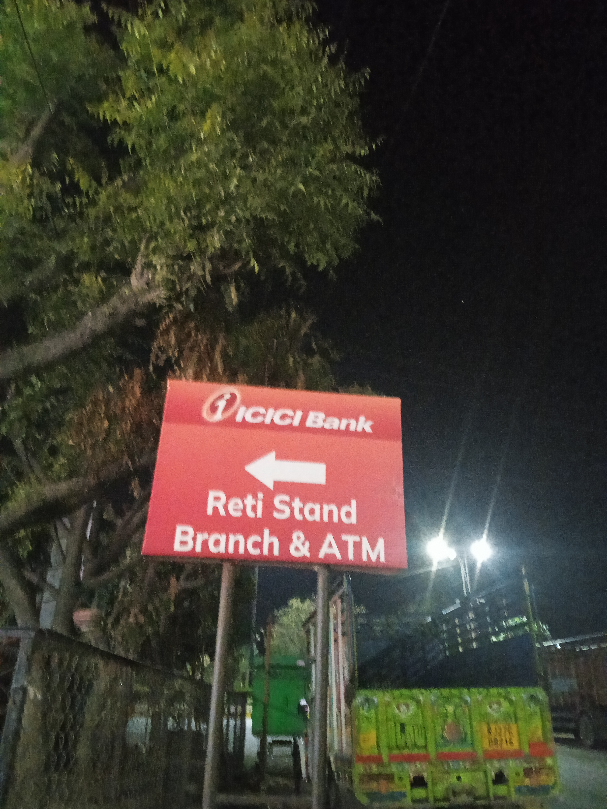 ICICI Bank
Reti Stand
Branch & ATM